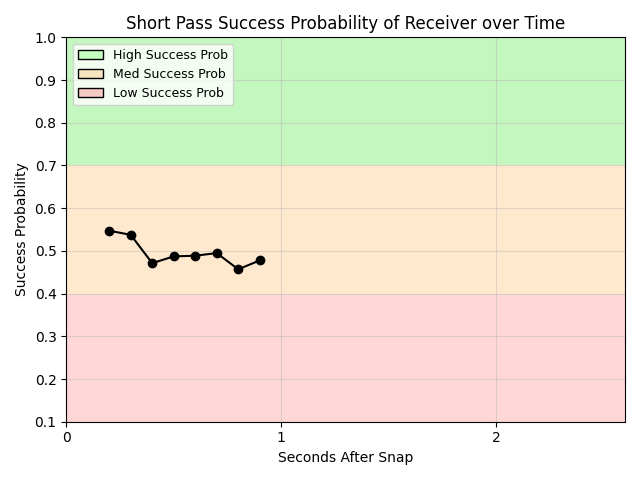 Short Pass Success Probability of Receiver over Time
1.0
0.9
0.8
0.7
0.6
0.5
0.4
0.3
0.2
0.1
Success Probability
High Success Prob
Med Success Prob
Low Success Prob
0
1
2
Seconds After Snap